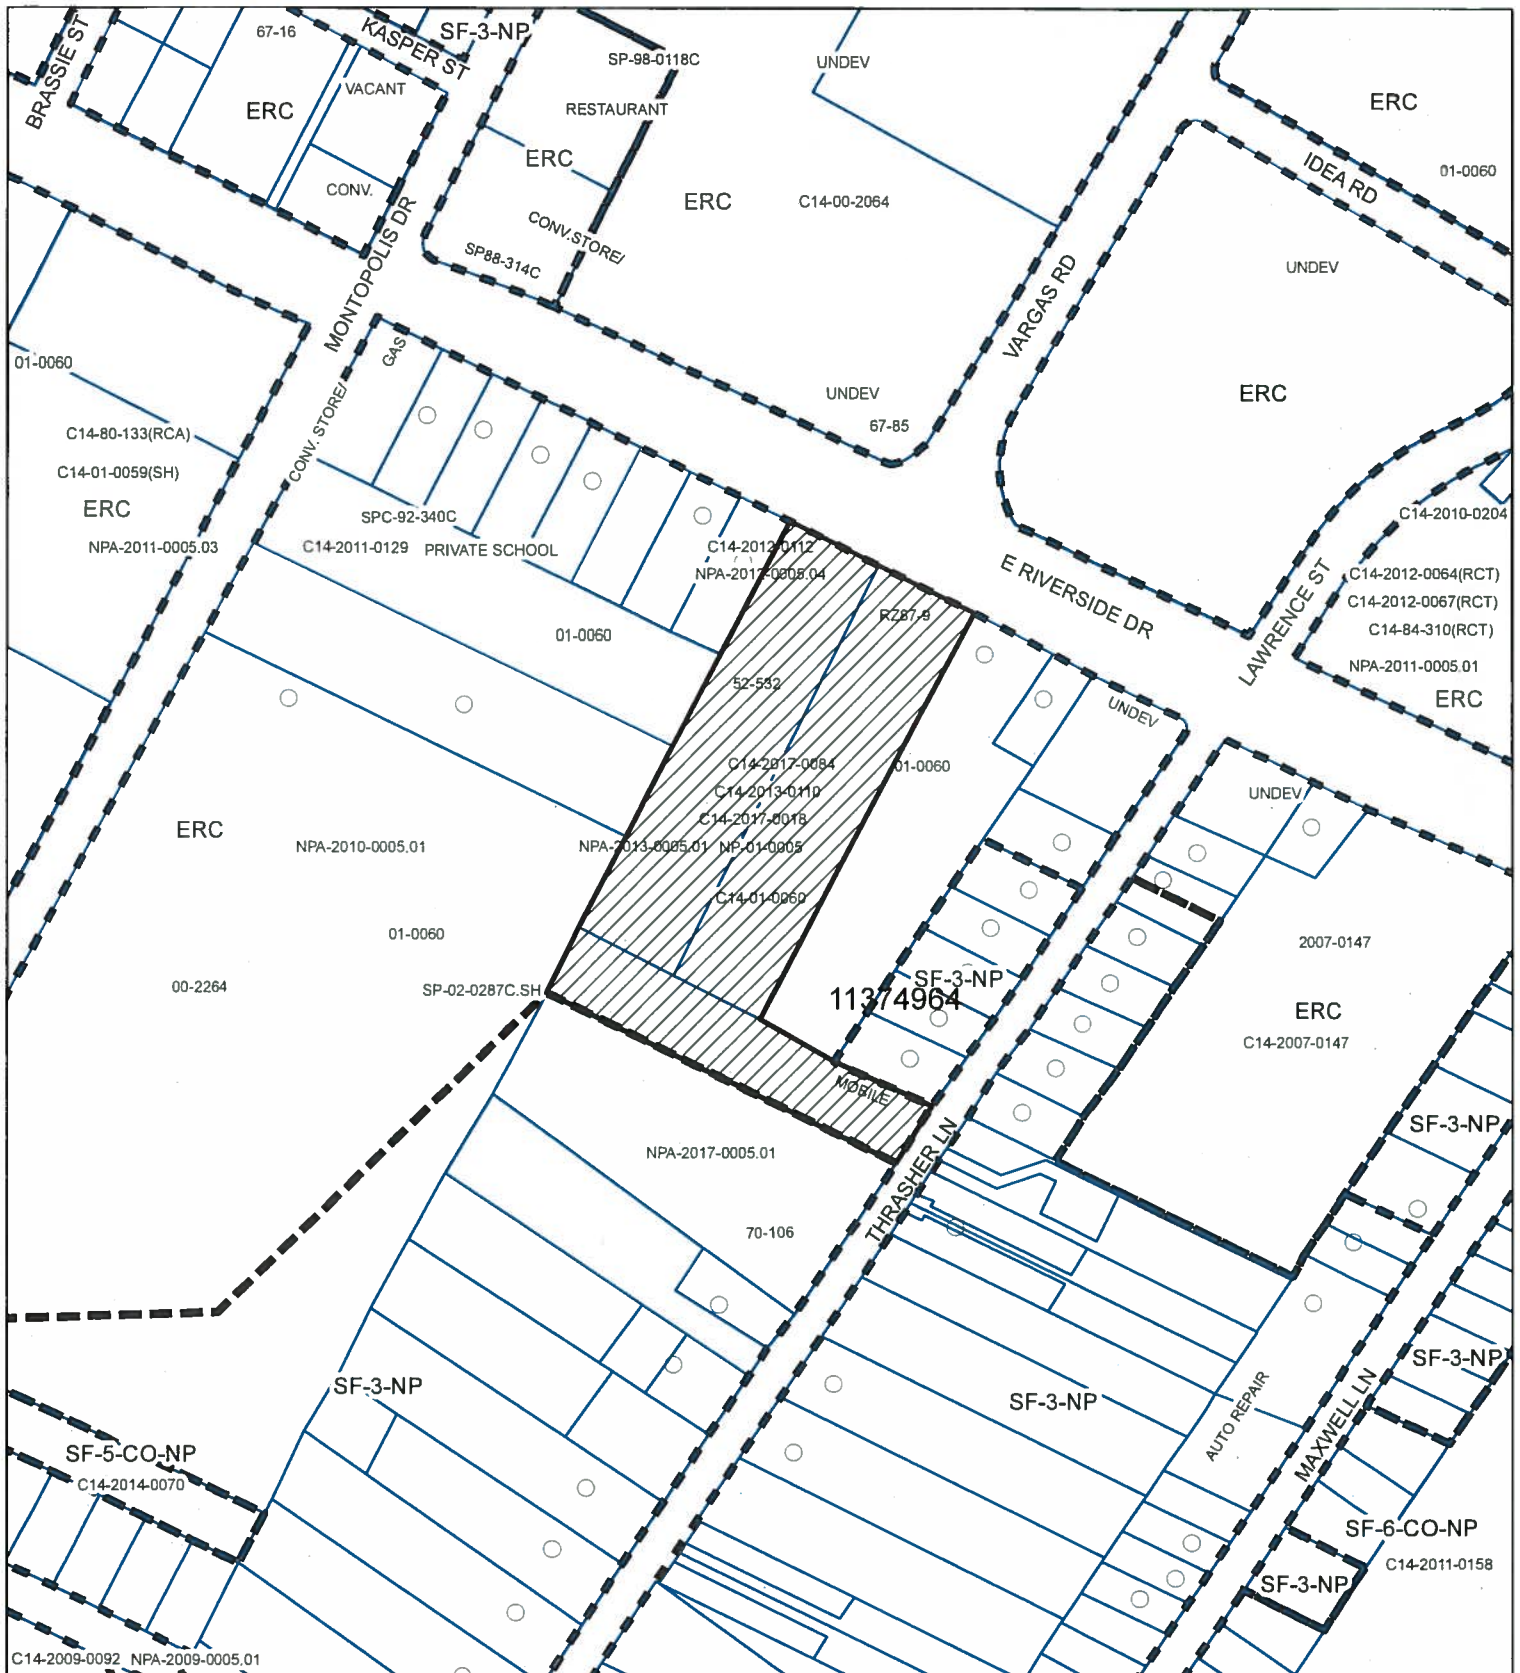 BRASSIE ST
67-16
KASPER ST
SF-3-NP
SP-98-0118C
UNDEV
VACANT
RESTAURANT
ERC
ERC
ERC
IDEA RD
01-0060
CONV.
ERC
C14-00-2064
CONV.STORE/
SP88-314C
MONTOPOLIS DR
VARGAS RD
UNDEV
01-0060
GAS
CONV. STORE/
UNDEV
67-85
ERC
C14-80-133(RCA)
C14-01-0059(SH)
ERC
NPA-2011-0005.03
SPC-92-340C
C14-2011-0129
PRIVATE SCHOOL
C14-2012-0112
NPA-2012-0005.04
E RIVERSIDE DR
LAWRENCE ST
C14-2010-0204
C14-2012-0064(RCT)
C14-2012-0067(RCT)
C14-84-310(RCT)
NPA-2011-0005.01
ERC
RZ87-9
01-0060
52-532
UNDEV
C14-2017-0084
C14-2013-0110
C14-2017-0018
01-0060
UNDEV
ERC
NPA-2010-0005.01
NPA-2013-0005.01
NP-01-0005
C14-01-0060
01-0060
2007-0147
00-2264
SP-02-0287C.SH
SF-3-NP
11374964
ERC
C14-2007-0147
MOBILE
SF-3-NP
NPA-2017-0005.01
THRASHER LN
70-106
SF-3-NP
SF-3-NP
SF-3-NP
AUTO REPAIR
MAXWELL LN
SF-5-CO-NP
C14-2014-0070
SF-6-CO-NP
C14-2011-0158
SF-3-NP
C14-2009-0092
NPA-2009-0005.01